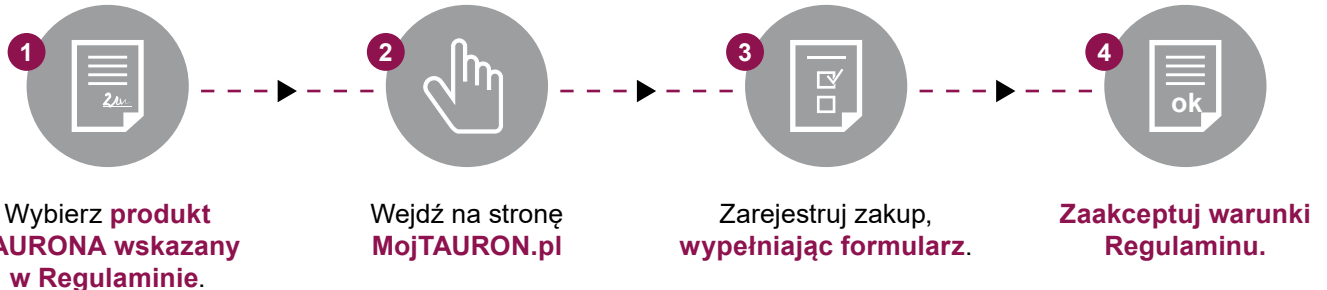 1
2
3
4
ok
Wybierz produkt
AURONA wskazany
w Regulaminie.
Wejdź na stronę
MojTAURON.pl
Zarejestruj zakup,
wypełniając formularz.
Zaakceptuj warunki
Regulaminu.